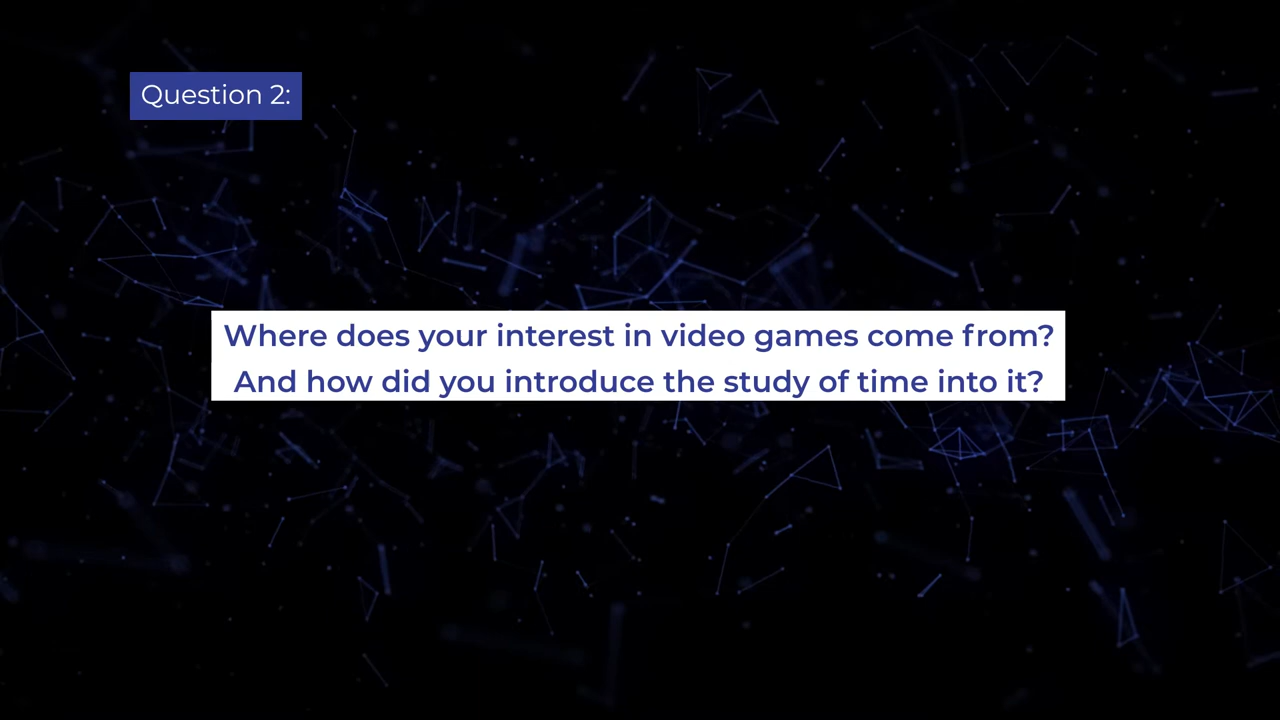 Question 2:
Where does your interest in video games come from?
And how did you introduce the study of time into it?